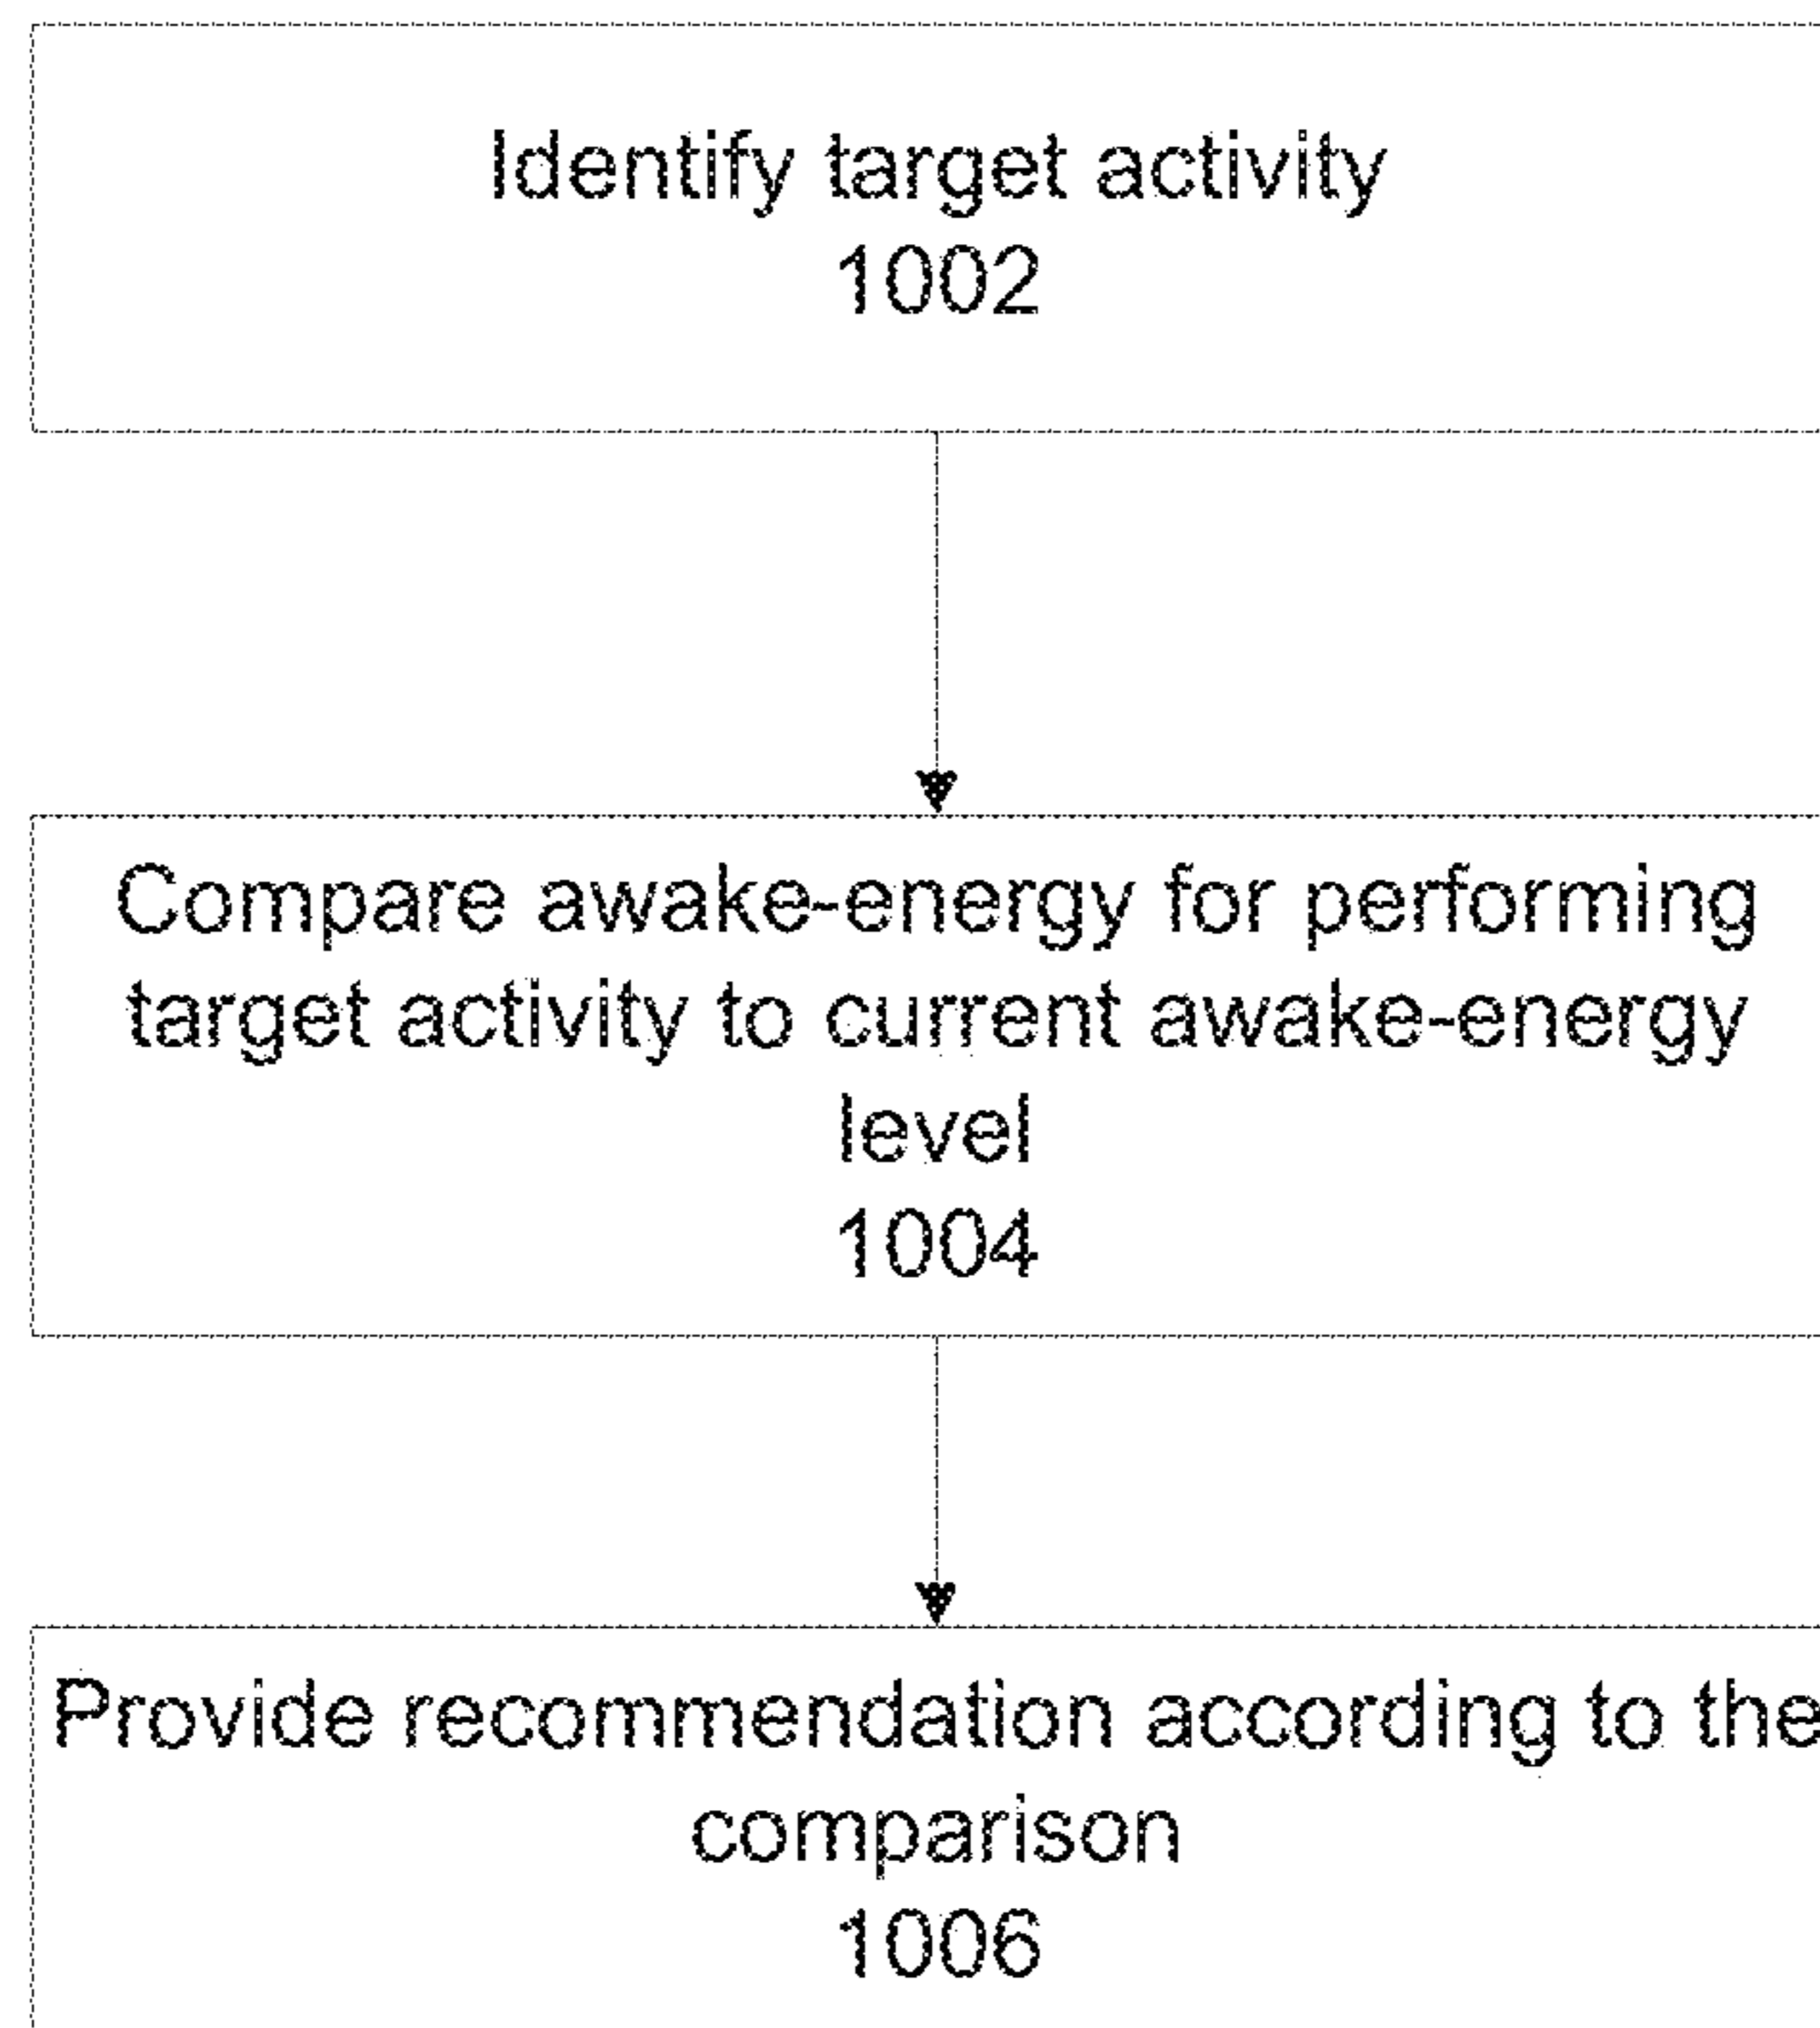 Identify target activity
1002
Compare awake-energy for performing
target activity to current awake-energy
level
1004
Provide recommendation according to the
comparison
1006